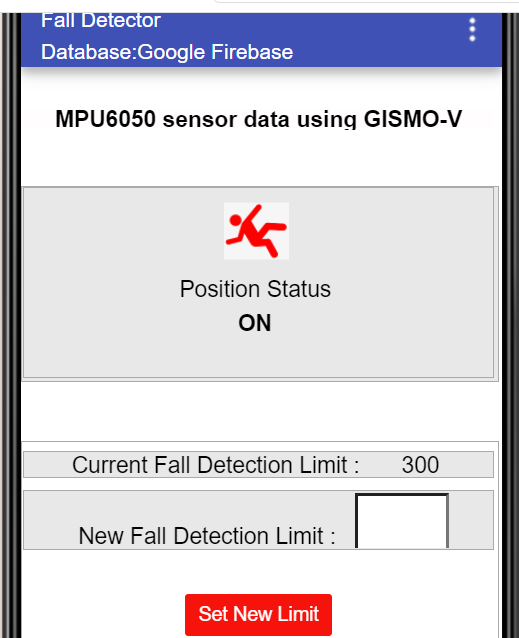 Fall Detector
Database:Google Firebase
MPU6050 sensor data using GISMO-V
Position Status
ON
Current Fall Detection Limit : 300
New Fall Detection Limit :
Set New Limit